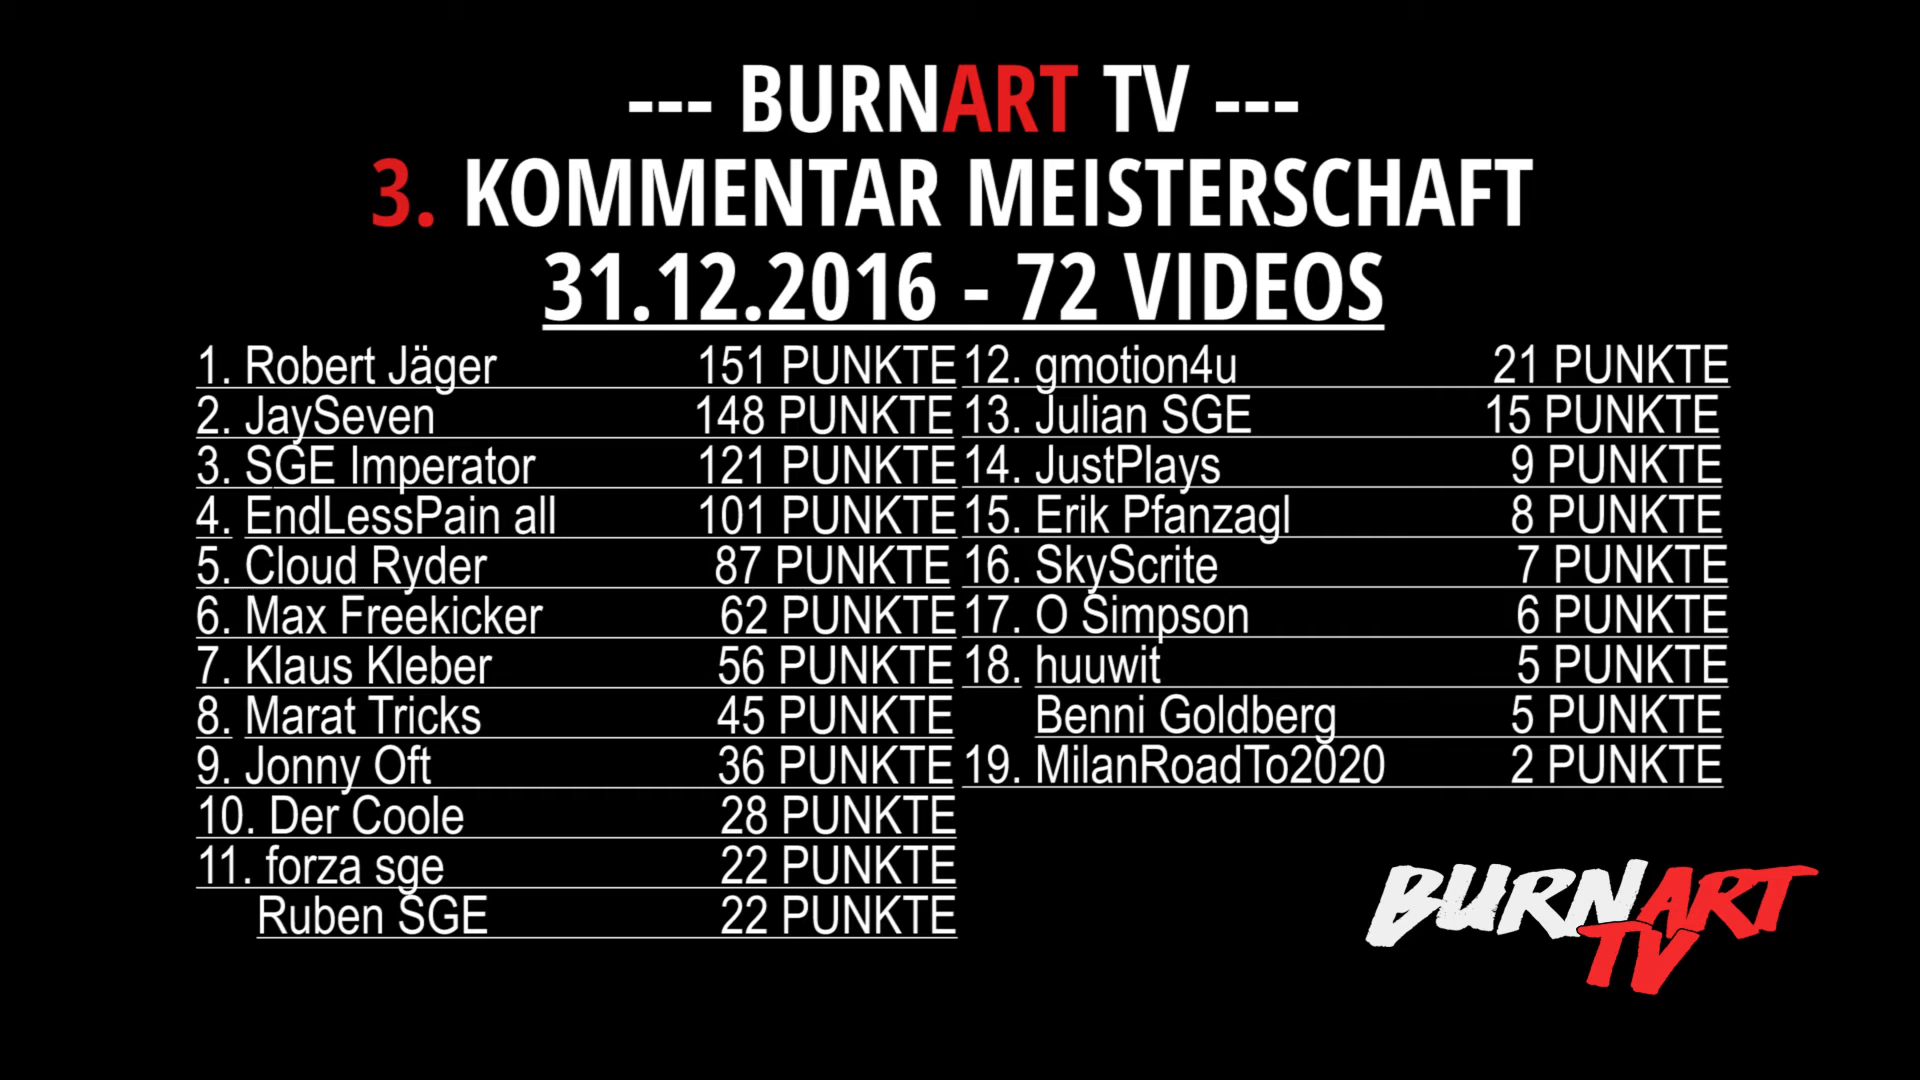 --- BURNART TV ---
3. KOMMENTAR MEISTERSCHAFT
31.12.2016 - 72 VIDEOS
1. Robert Jäger 151 PUNKTE
2. JaySeven 148 PUNKTE
3. SGE Imperator 121 PUNKTE
4. EndLessPain all 101 PUNKTE
5. Cloud Ryder 87 PUNKTE
6. Max Freekicker 62 PUNKTE
7. Klaus Kleber 56 PUNKTE
8. Marat Tricks 45 PUNKTE
9. Jonny Oft 36 PUNKTE
10. Der Coole 28 PUNKTE
11. forza sge 22 PUNKTE
Ruben SGE 22 PUNKTE
12. gmotion4u 21 PUNKTE
13. Julian SGE 15 PUNKTE
14. JustPlays 9 PUNKTE
15. Erik Pfanzagl 8 PUNKTE
16. SkyScrite 7 PUNKTE
17. O Simpson 6 PUNKTE
18. huuwit 5 PUNKTE
Benni Goldberg 5 PUNKTE
19. MilanRoadTo2020 2 PUNKTE
BURNART
TV